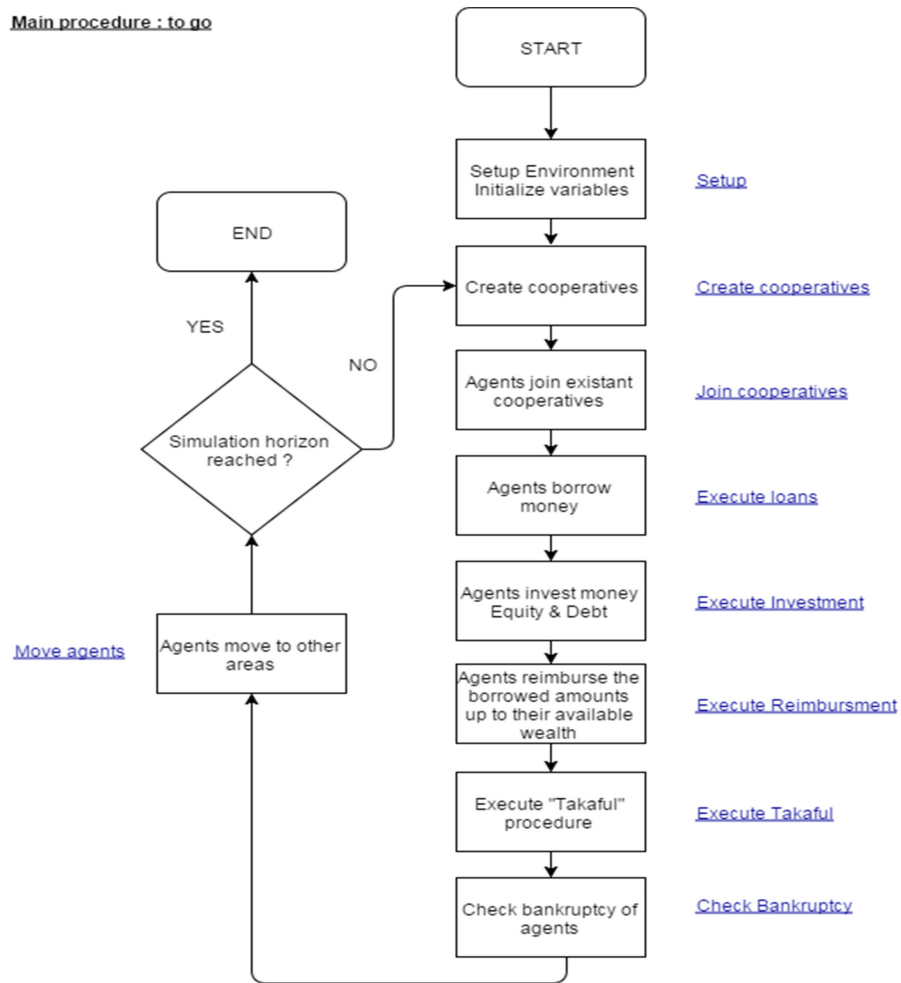 Main procedure : to go
START
Setup Environment
Initialize variables
Setup
END
Create cooperatives
Create cooperatives
YES
NO
Agents join existant
cooperatives
Join cooperatives
Simulation horizon
reached ?
Agents borrow
money
Execute loans
Agents invest money
Equity & Debt
Execute Investment
Move agents
Agents move to other
areas
Agents reimburse the
borrowed amounts
up to their available
wealth
Execute Reimbursment
Execute "Takaful"
procedure
Execute Takaful
Check bankruptcy of
agents
Check Bankruptcy